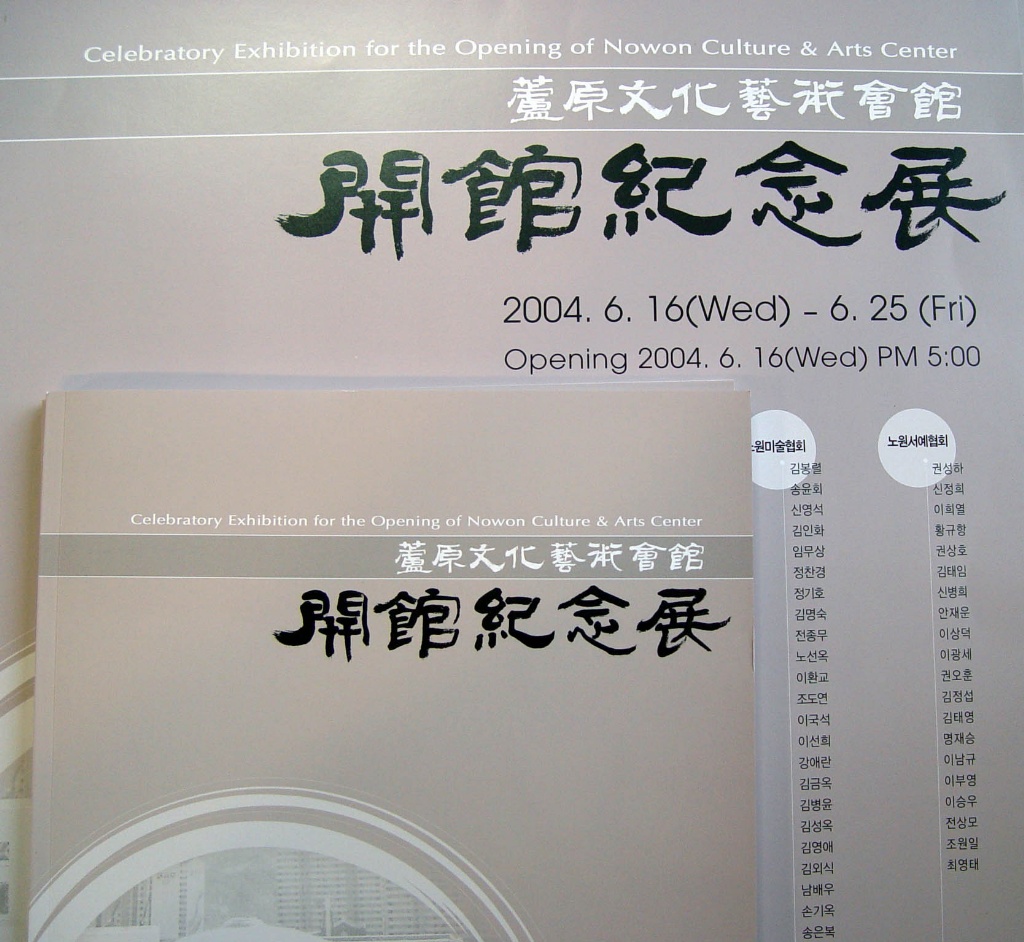 Celebratory Exhibition for the Opening of Nowon Culture & Arts Center
蘆原文化藝術會館
開館紀念展
2004. 6. 16(Wed) - 6. 25 (Fri)
Opening 2004. 6. 16(Wed) PM 5:00
노원미술협회
김봉렬
송윤회
신영석
김인화
임무상
정찬경
정기호
김명숙
전종무
노선옥
이환교
조도연
이국석
이선희
강애란
김금옥
김병윤
김성옥
김영애
김외식
남배우
손기옥
송은복
노원서예협회
권성하
신정희
이희열
황규항
권상호
김태임
신병희
안재운
이상덕
이광세
권오훈
김정섭
김태영
명재승
이남규
이부영
이승우
전상모
조원일
최영태
Celebratory Exhibition for the Opening of Nowon Culture & Arts Center
蘆原文化藝術會館
開館紀念展